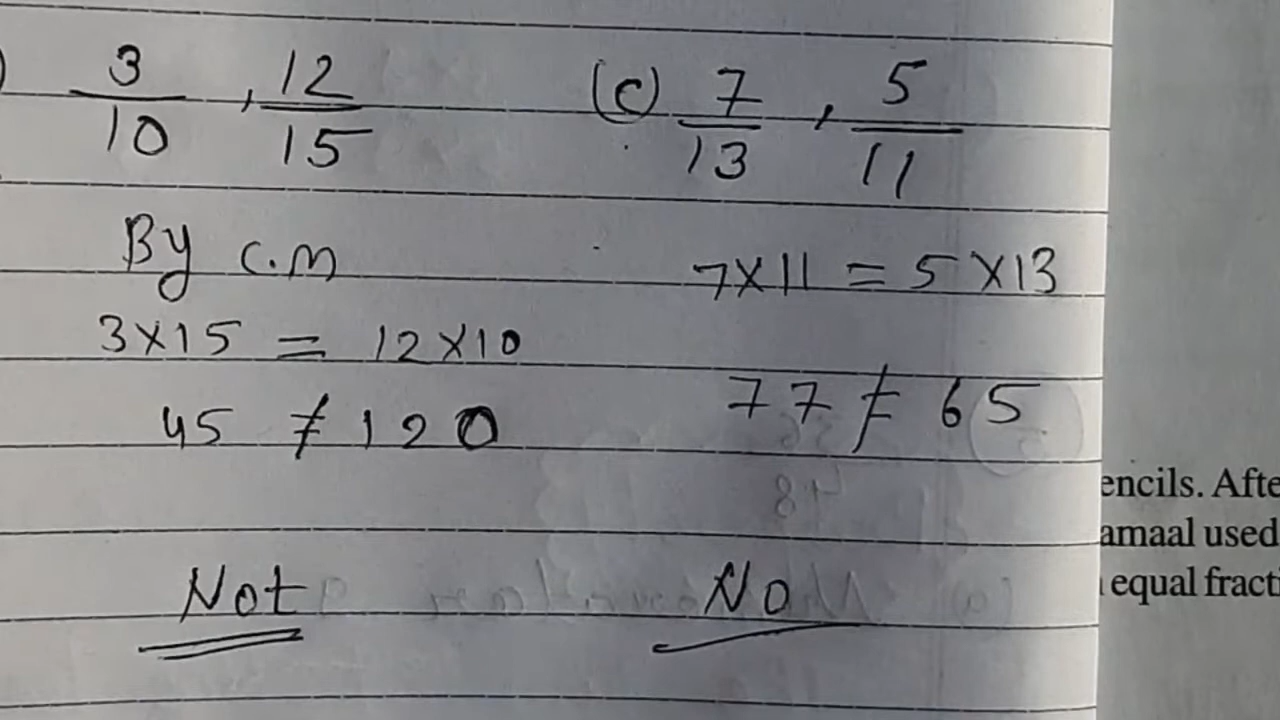 ) 3/10 , 12/15
By C.M
3×15 = 12×10
45 ≠ 120
Not
(C) 7/13 , 5/11
7×11 = 5×13
77 ≠ 65
No
encils. Afte
amaal used
equal fracti